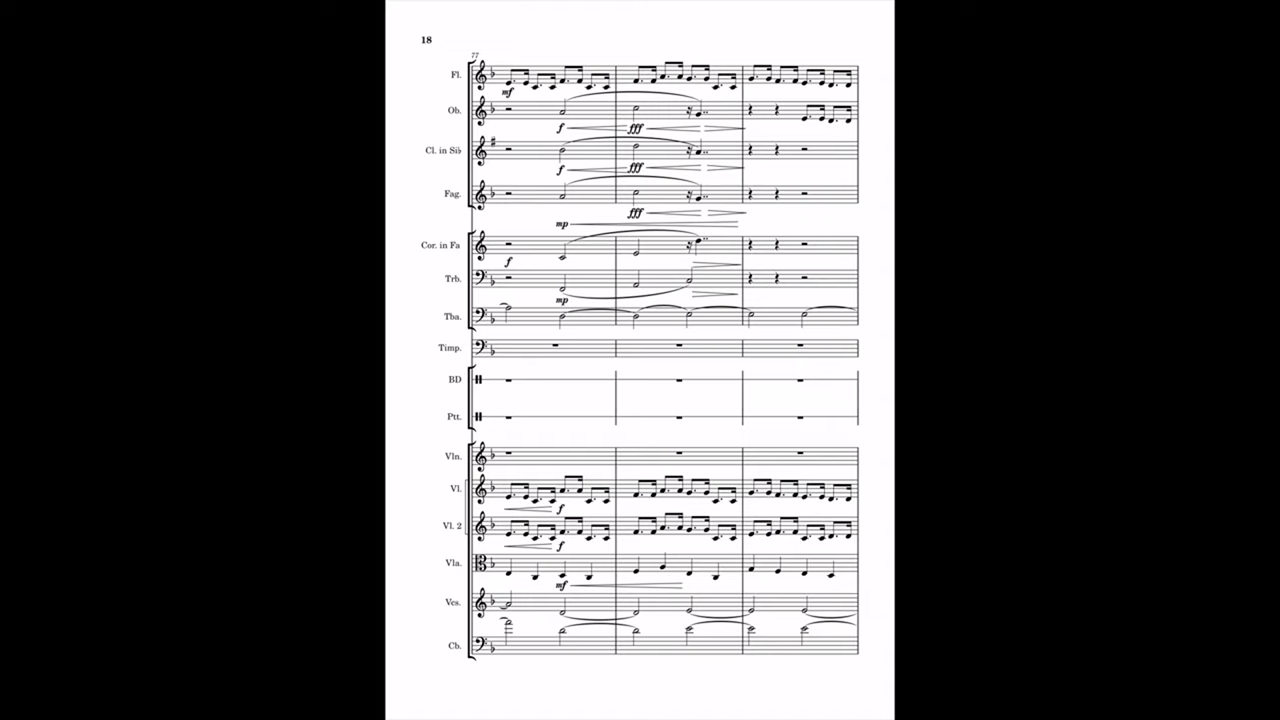 18
77
Fl.
mf
Ob.
f fff
Cl. in Si♭
f fff
Fag.
fff
mp
Cor. in Fa
f
Trb.
mp
Tba.
Timp.
BD
Ptt.
Vln.
Vl.
f
Vl. 2
f
Vla.
mf
Vcs.
Cb.